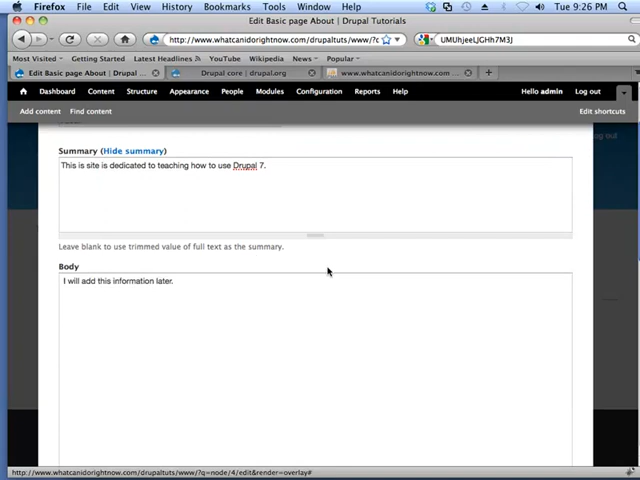 Firefox File Edit View History Bookmarks Tools Window Help Tue 9:26 PM
Edit Basic page About | Drupal Tutorials
http://www.whatcanidorightnow.com/drupaltuts/www/?c UMUhjeeLJGHh7M3J
Most Visited Getting Started Latest Headlines YouTube Wikipedia News Popular
Edit Basic page About | Drupal ... Drupal core | drupal.org www.whatcanidorightnow.com
Dashboard Content Structure Appearance People Modules Configuration Reports Help Hello admin Log out
Add content Find content Edit shortcuts
Summary (Hide summary)
This is site is dedicated to teaching how to use Drupal 7.
Leave blank to use trimmed value of full text as the summary.
Body
I will add this information later.
http://www.whatcanidorightnow.com/drupaltuts/www/?q=node/4/edit&render=overlay#